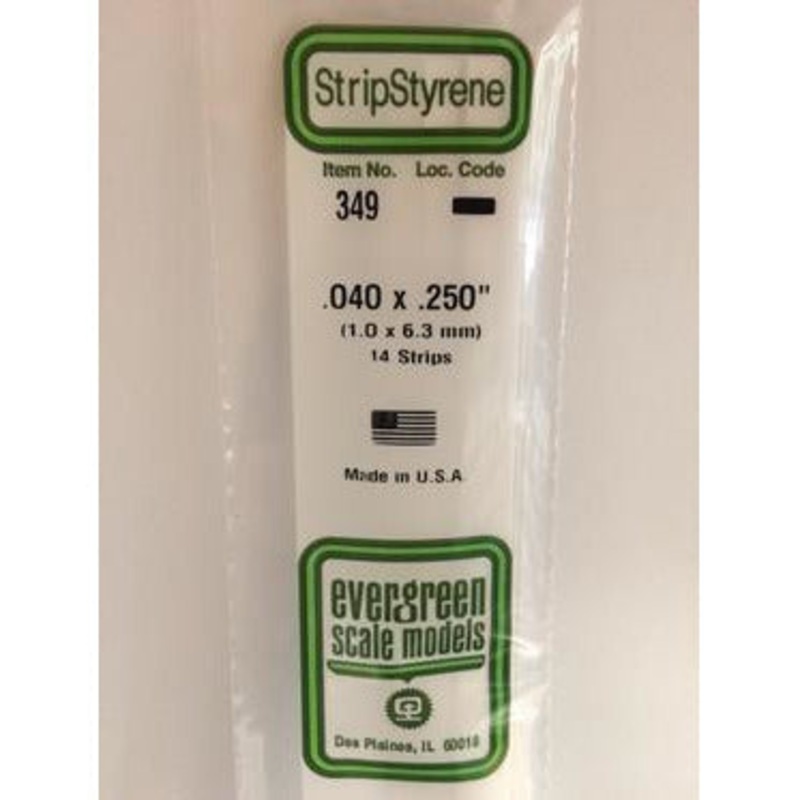 StripStyrene
Item No. Loc. Code
349
.040 x .250"
(1.0 x 6.3 mm)
14 Strips
Made in U.S.A.
evergreen
scale models
Des Plaines, IL 60018